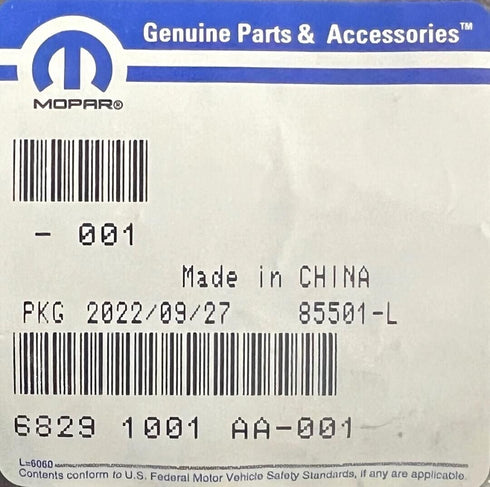 Genuine Parts & Accessories™
MOPAR®
- 001
Made in CHINA
PKG 2022/09/27 85501-L
6829 1001 AA-001
L=6060
Contents conform to U.S. Federal Motor Vehicle Safety Standards, if any are applicable.